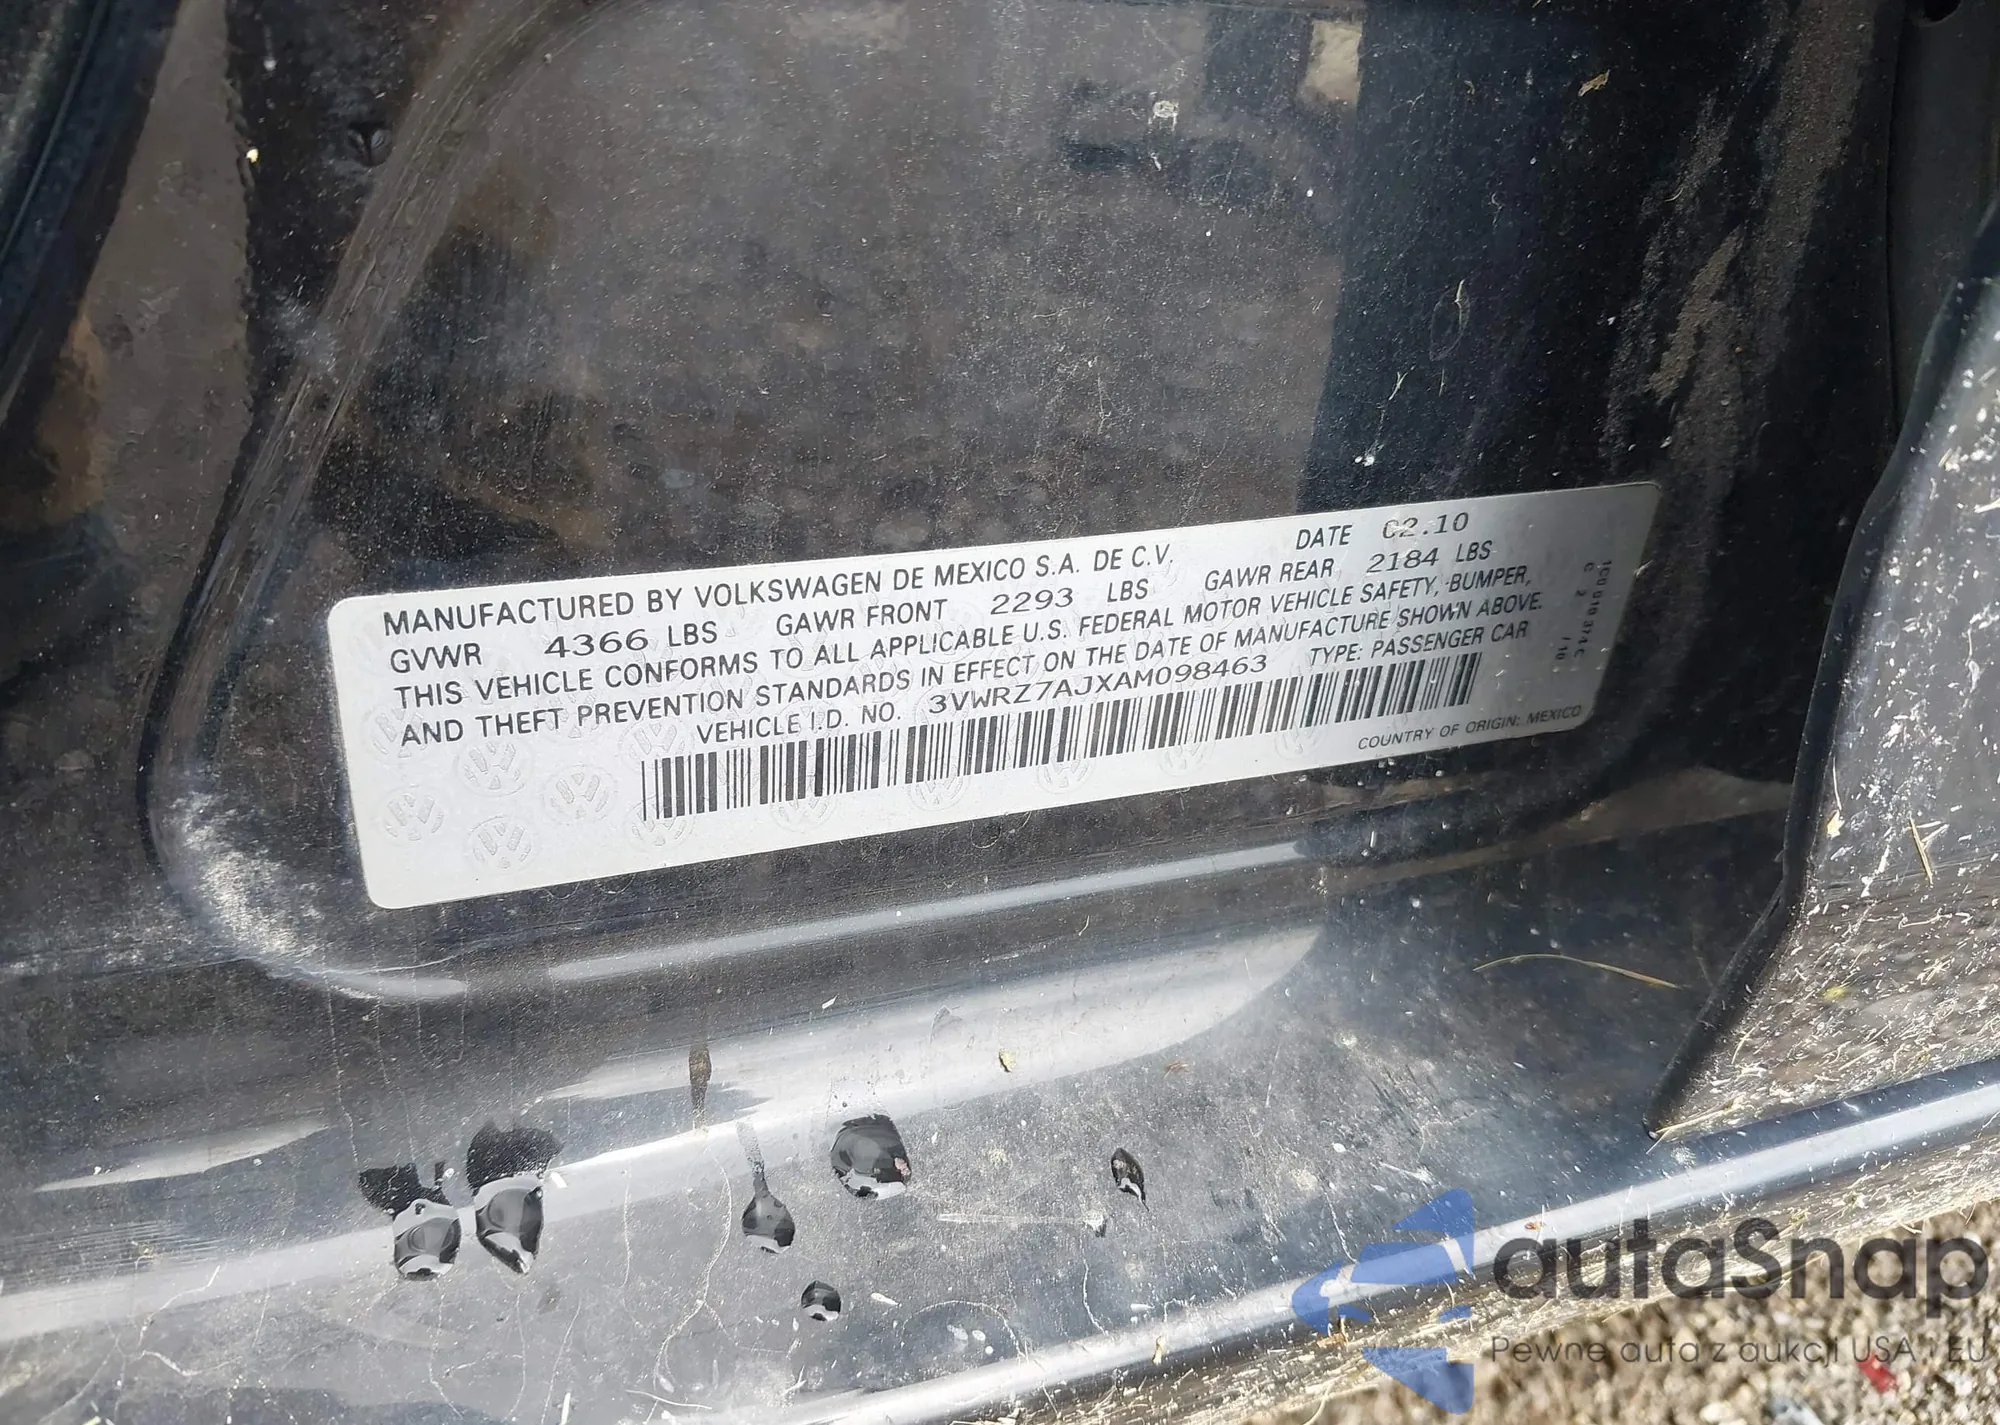 MANUFACTURED BY VOLKSWAGEN DE MEXICO S.A. DE C.V. DATE 02.10
GVWR 4366 LBS GAWR FRONT 2293 LBS GAWR REAR 2184 LBS
THIS VEHICLE CONFORMS TO ALL APPLICABLE U.S. FEDERAL MOTOR VEHICLE SAFETY, BUMPER,
AND THEFT PREVENTION STANDARDS IN EFFECT ON THE DATE OF MANUFACTURE SHOWN ABOVE.
VEHICLE I.D. NO. 3VWRZ7AJXAM098463 TYPE: PASSENGER CAR
COUNTRY OF ORIGIN: MEXICO
autaSnap
Pewne auta z aukcji USA i EU